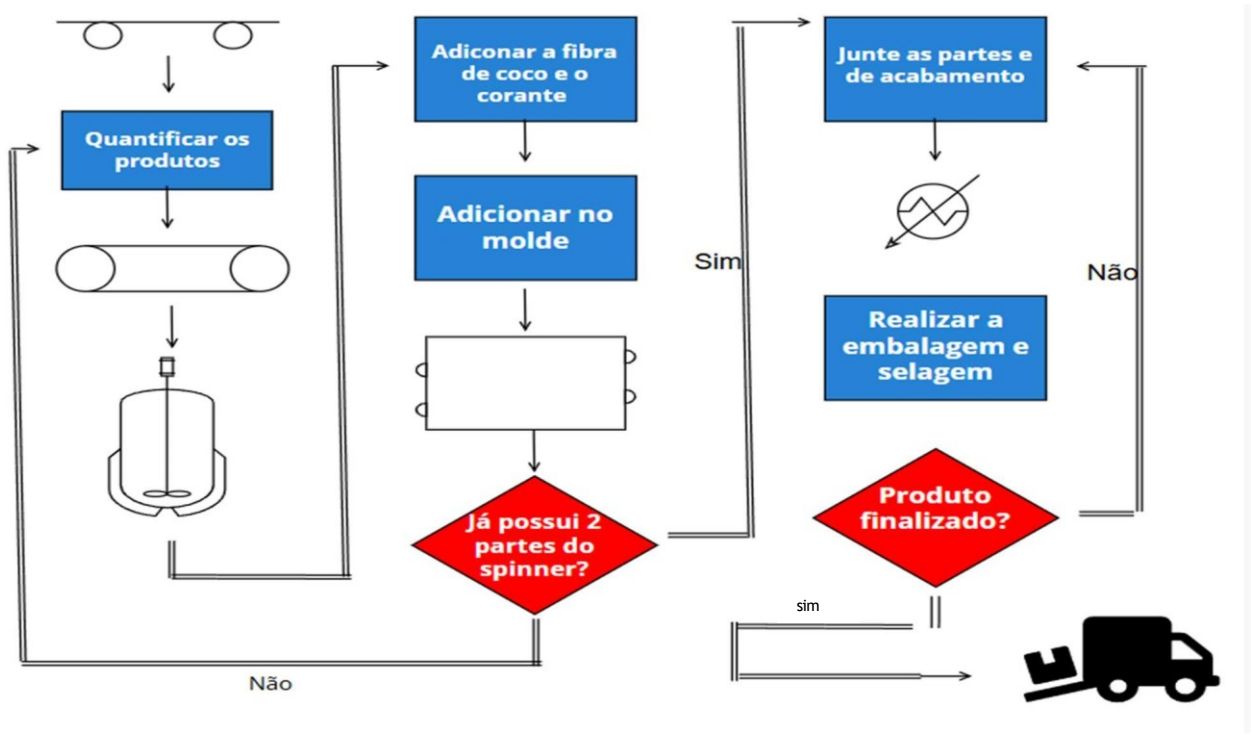 Quantificar os
produtos
Adiconar a fibra
de coco e o
corante
Adicionar no
molde
Já possui 2
partes do
spinner?
Não
Sim
Junte as partes e
de acabamento
Realizar a
embalagem e
selagem
Produto
finalizado?
Não
sim